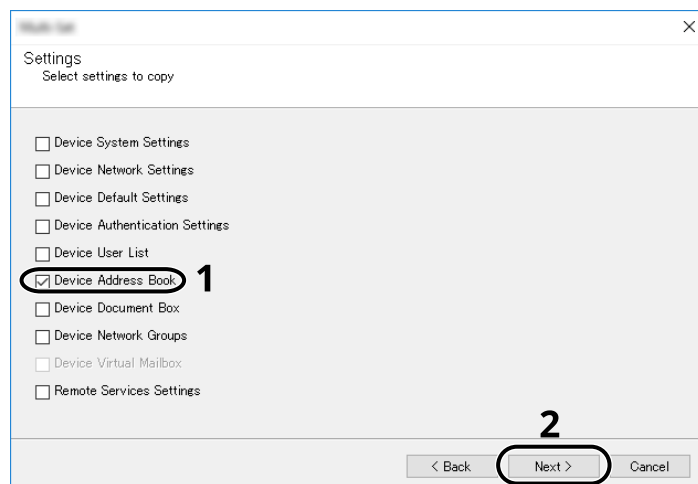 Settings
Select settings to copy
Device System Settings
Device Network Settings
Device Default Settings
Device Authentication Settings
Device User List
Device Address Book 1
Device Document Box
Device Network Groups
Device Virtual Mailbox
Remote Services Settings
2
< Back Next > Cancel